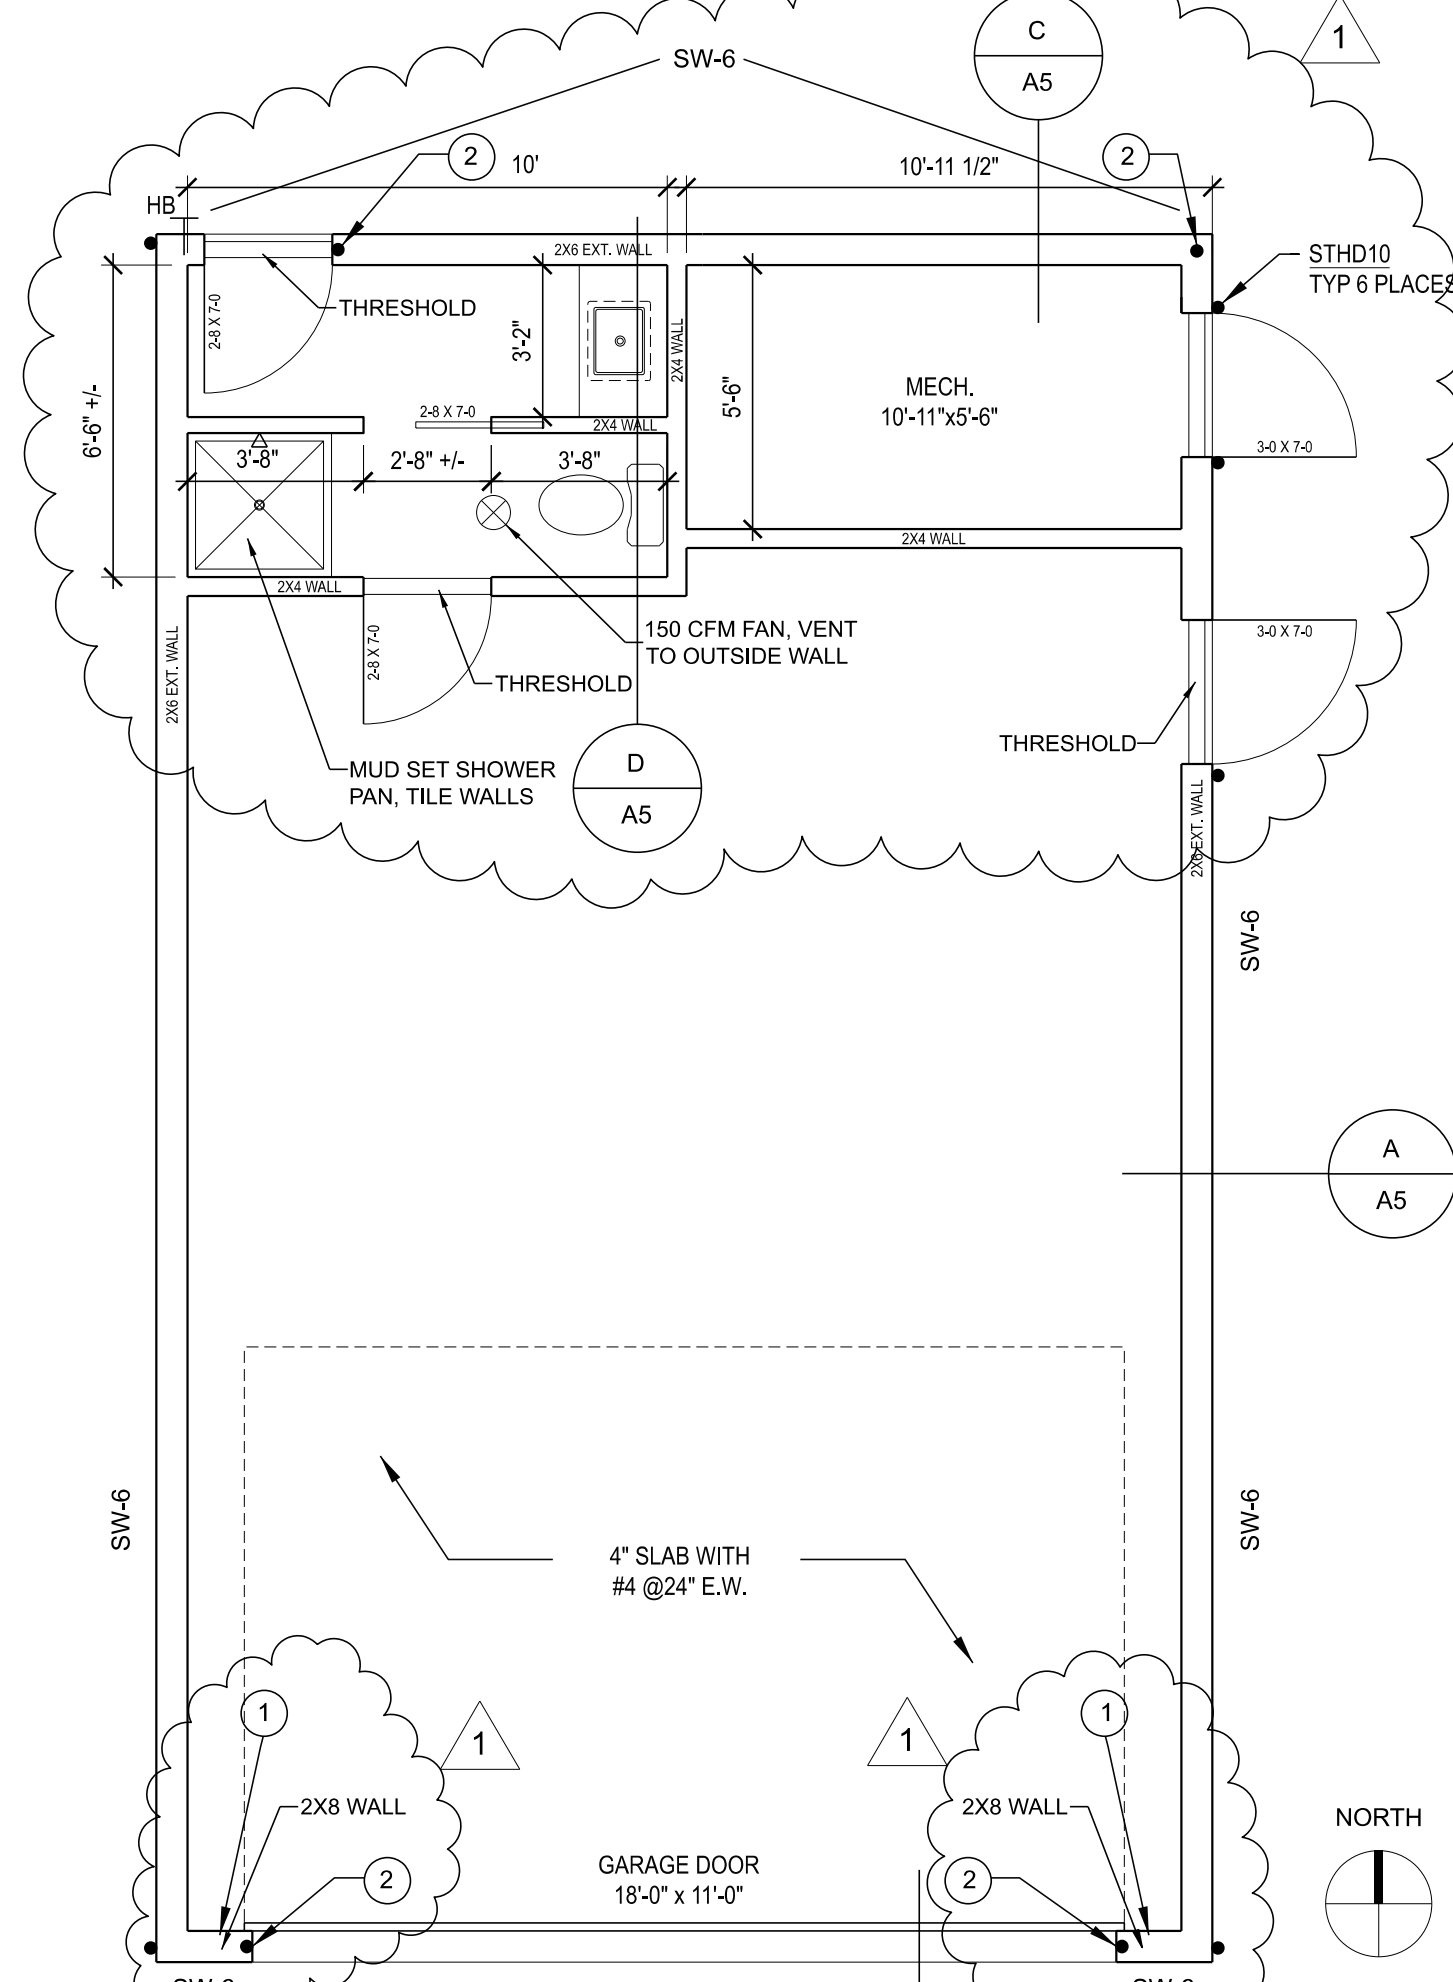 C
A5
1
SW-6
2
10'
10'-11 1/2"
2
HB
2X6 EXT. WALL
STHD10
TYP 6 PLACES
THRESHOLD
2-8 X 7-0
3'-2"
2X4 WALL
5'-6"
MECH.
10'-11"x5'-6"
6'-6" +/-
2-8 X 7-0
2X4 WALL
3'-8"
2'-8" +/-
3'-8"
3-0 X 7-0
2X4 WALL
2X4 WALL
150 CFM FAN, VENT
TO OUTSIDE WALL
3-0 X 7-0
2-8 X 7-0
2X6 EXT. WALL
THRESHOLD
THRESHOLD
MUD SET SHOWER
PAN, TILE WALLS
D
A5
2X6 EXT. WALL
SW-6
A
A5
SW-6
SW-6
4" SLAB WITH
#4 @24" E.W.
1
1
1
1
2X8 WALL
2X8 WALL
NORTH
GARAGE DOOR
18'-0" x 11'-0"
2
2